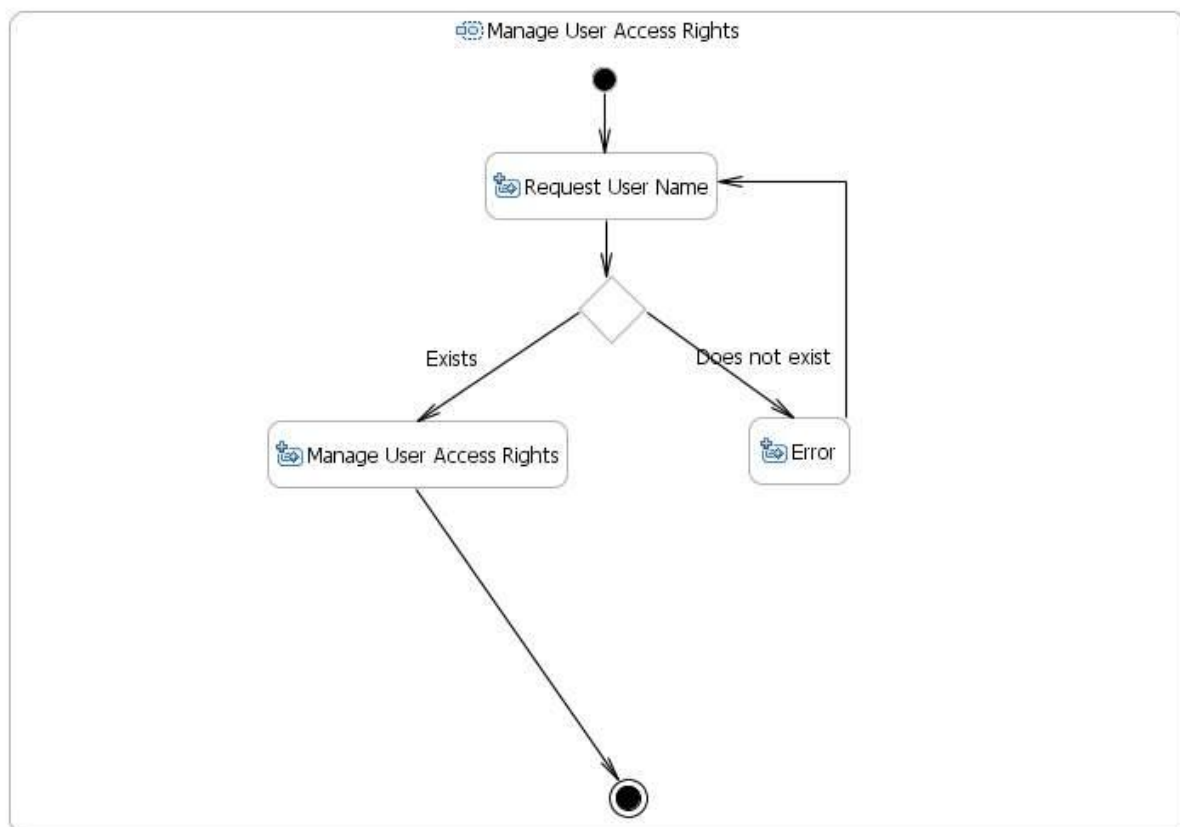 Manage User Access Rights
Request User Name
Exists
Does not exist
Manage User Access Rights
Error